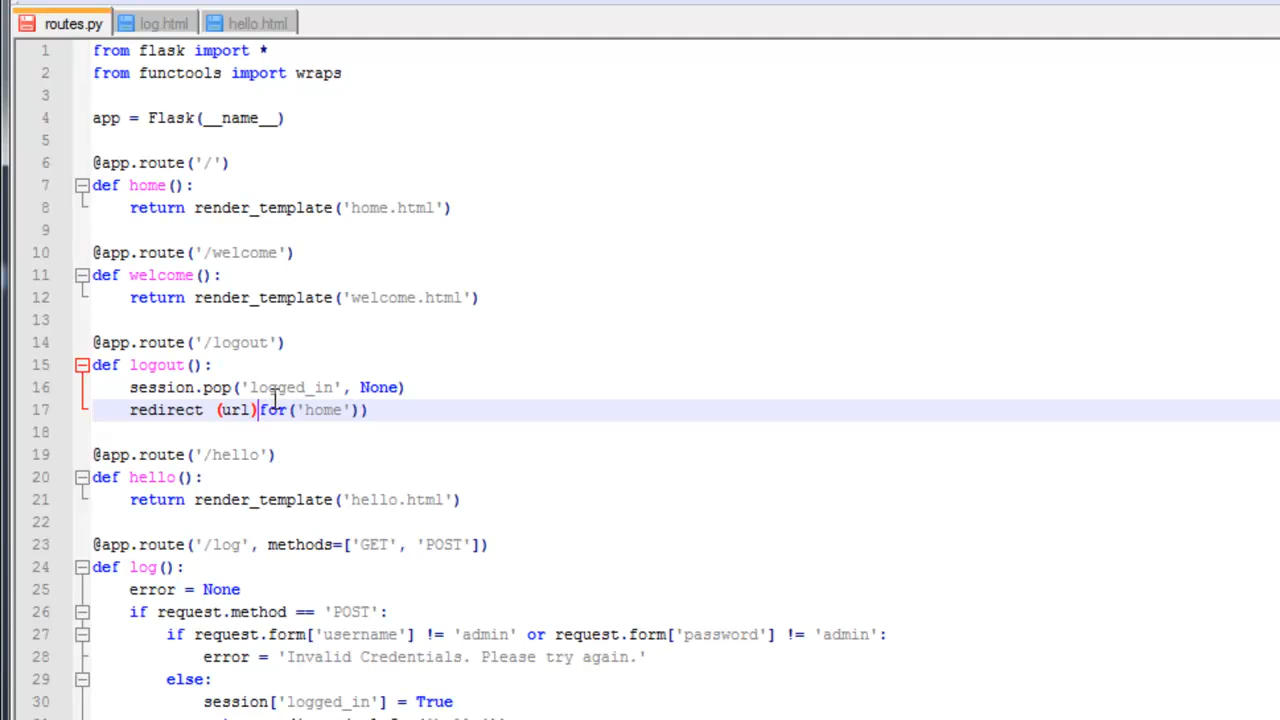 routes.py log.html hello.html
1 from flask import *
2 from functools import wraps
3
4 app = Flask(__name__)
5
6 @app.route('/')
7 def home():
8 return render_template('home.html')
9
10 @app.route('/welcome')
11 def welcome():
12 return render_template('welcome.html')
13
14 @app.route('/logout')
15 def logout():
16 session.pop('logged_in', None)
17 redirect (url)for('home'))
18
19 @app.route('/hello')
20 def hello():
21 return render_template('hello.html')
22
23 @app.route('/log', methods=['GET', 'POST'])
24 def log():
25 error = None
26 if request.method == 'POST':
27 if request.form['username'] != 'admin' or request.form['password'] != 'admin':
28 error = 'Invalid Credentials. Please try again.'
29 else:
30 session['logged_in'] = True